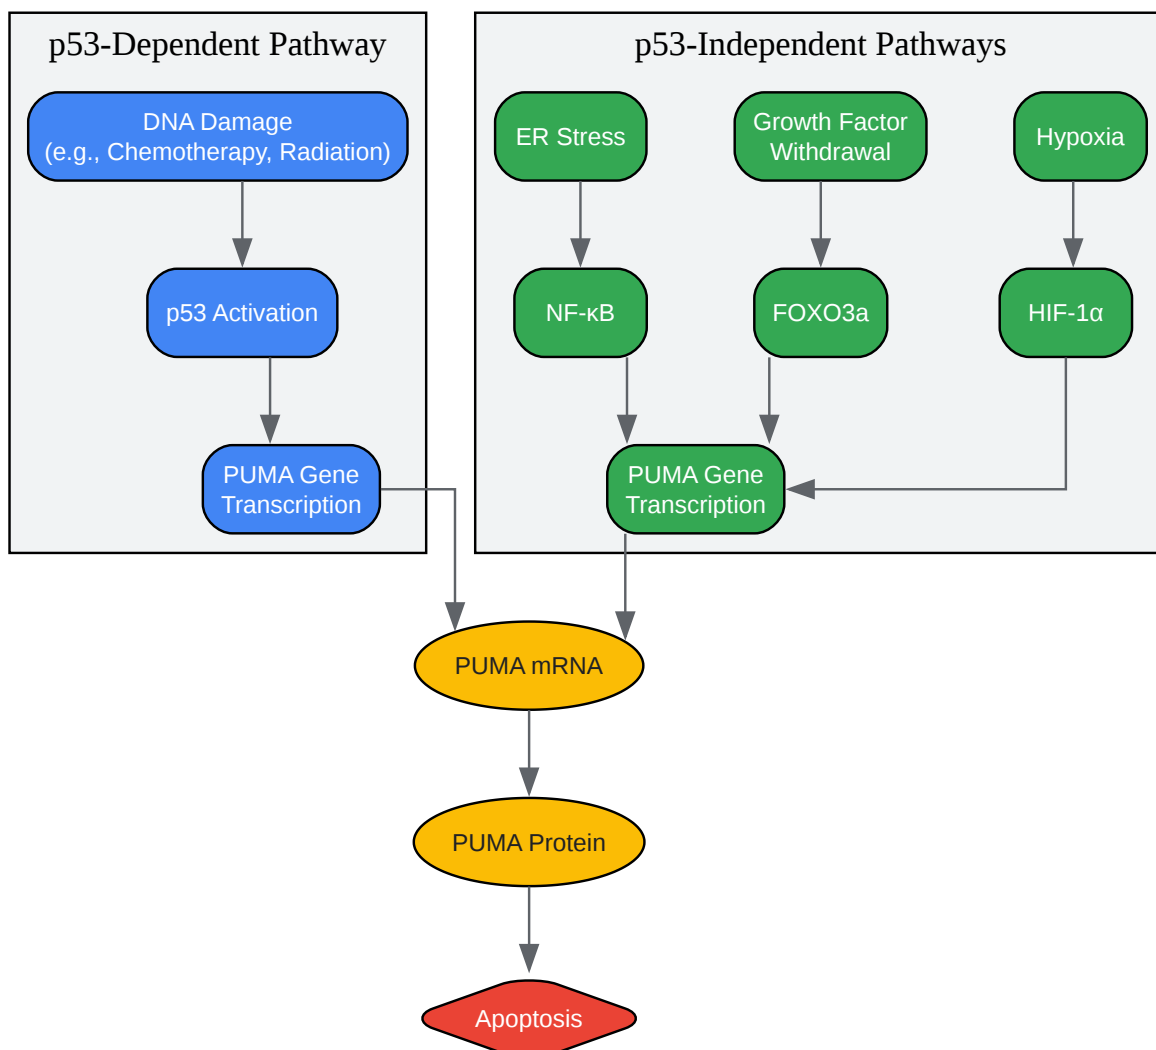 p53-Dependent Pathway
DNA Damage
(e.g., Chemotherapy, Radiation)
p53 Activation
PUMA Gene
Transcription
p53-Independent Pathways
ER Stress
Growth Factor
Withdrawal
Hypoxia
NF-κB
FOXO3a
HIF-1α
PUMA Gene
Transcription
PUMA mRNA
PUMA Protein
Apoptosis